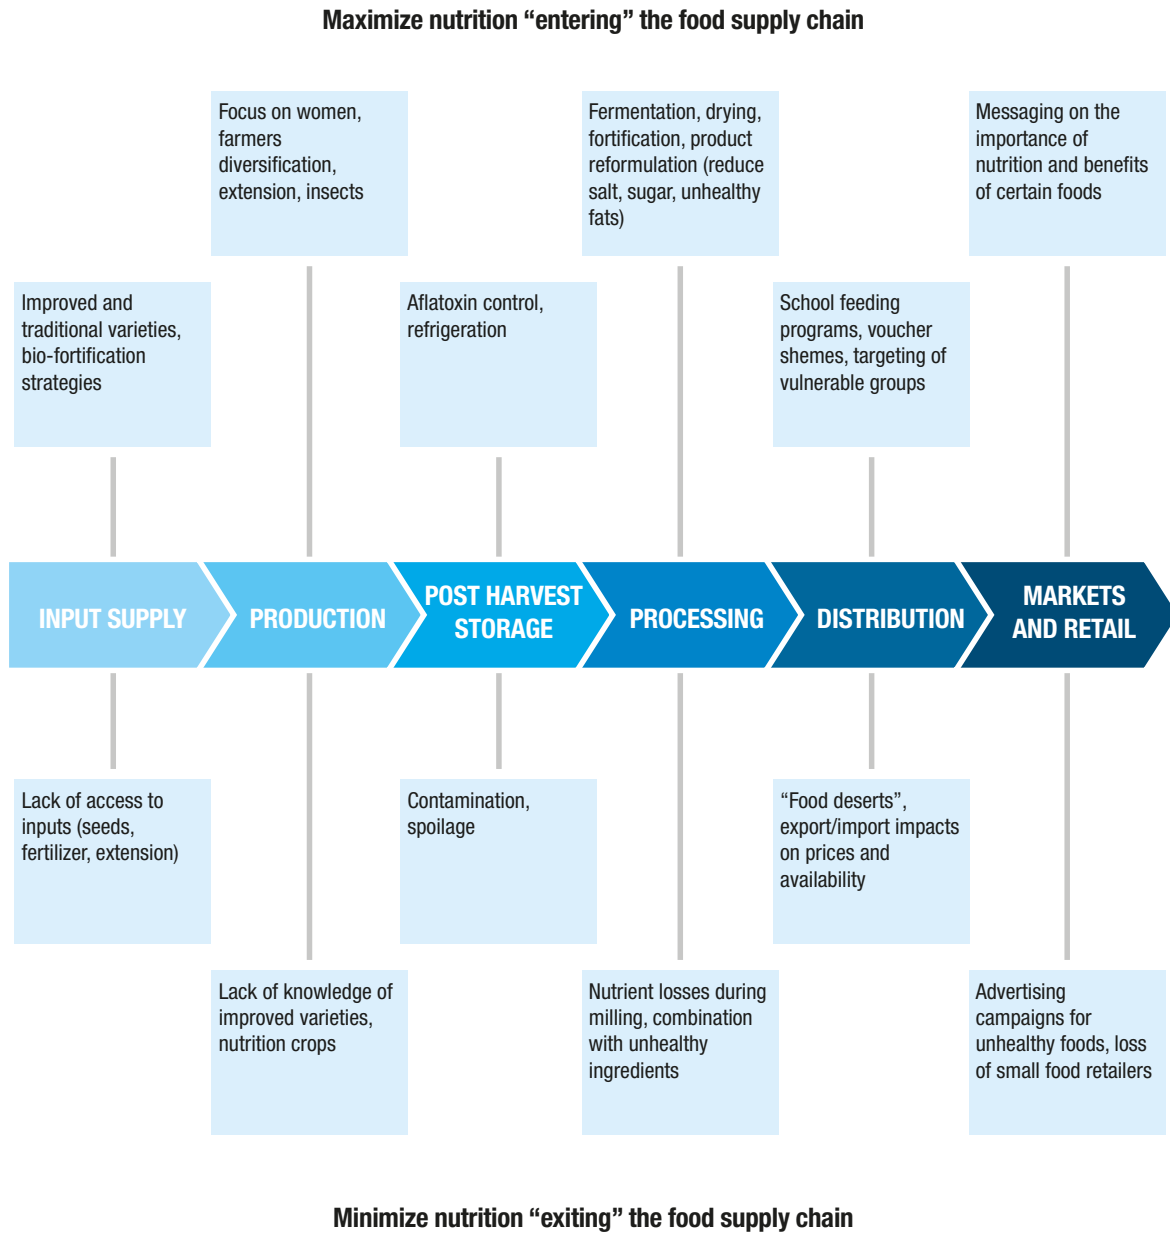 Maximize nutrition “entering” the food supply chain
Focus on women,
farmers
diversification,
extension, insects
Fermentation, drying,
fortification, product
reformulation (reduce
salt, sugar, unhealthy
fats)
Messaging on the
importance of
nutrition and benefits
of certain foods
Improved and
traditional varieties,
bio-fortification
strategies
Aflatoxin control,
refrigeration
School feeding
programs, voucher
shemes, targeting of
vulnerable groups
INPUT SUPPLY
PRODUCTION
POST HARVEST
STORAGE
PROCESSING
DISTRIBUTION
MARKETS
AND RETAIL
Lack of access to
inputs (seeds,
fertilizer, extension)
Contamination,
spoilage
“Food deserts”,
export/import impacts
on prices and
availability
Lack of knowledge of
improved varieties,
nutrition crops
Nutrient losses during
milling, combination
with unhealthy
ingredients
Advertising
campaigns for
unhealthy foods, loss
of small food retailers
Minimize nutrition “exiting” the food supply chain